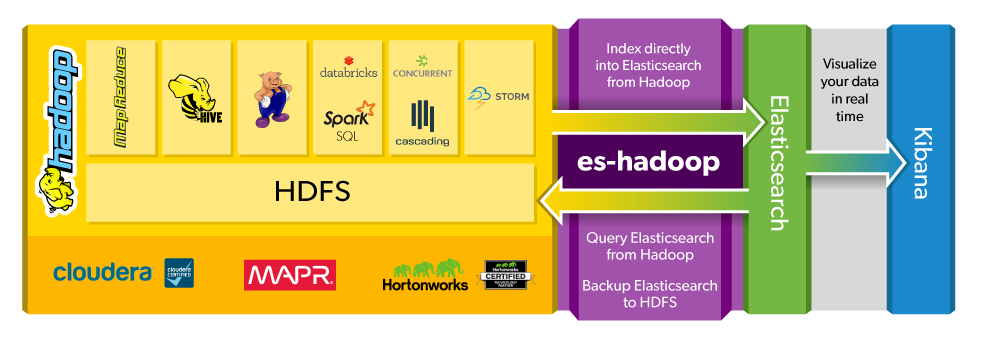 hadoop
Map Reduce
HIVE
databricks
Spark
SQL
CONCURRENT
cascading
STORM
HDFS
cloudera
cloudera
CERTIFIED
MAPR
Hortonworks
Hortonworks
CERTIFIED
TECHNOLOGY
PARTNER
Index directly
into Elasticsearch
from Hadoop
es-hadoop
Query Elasticsearch
from Hadoop
Backup Elasticsearch
to HDFS
Elasticsearch
Visualize
your data
in real
time
Kibana